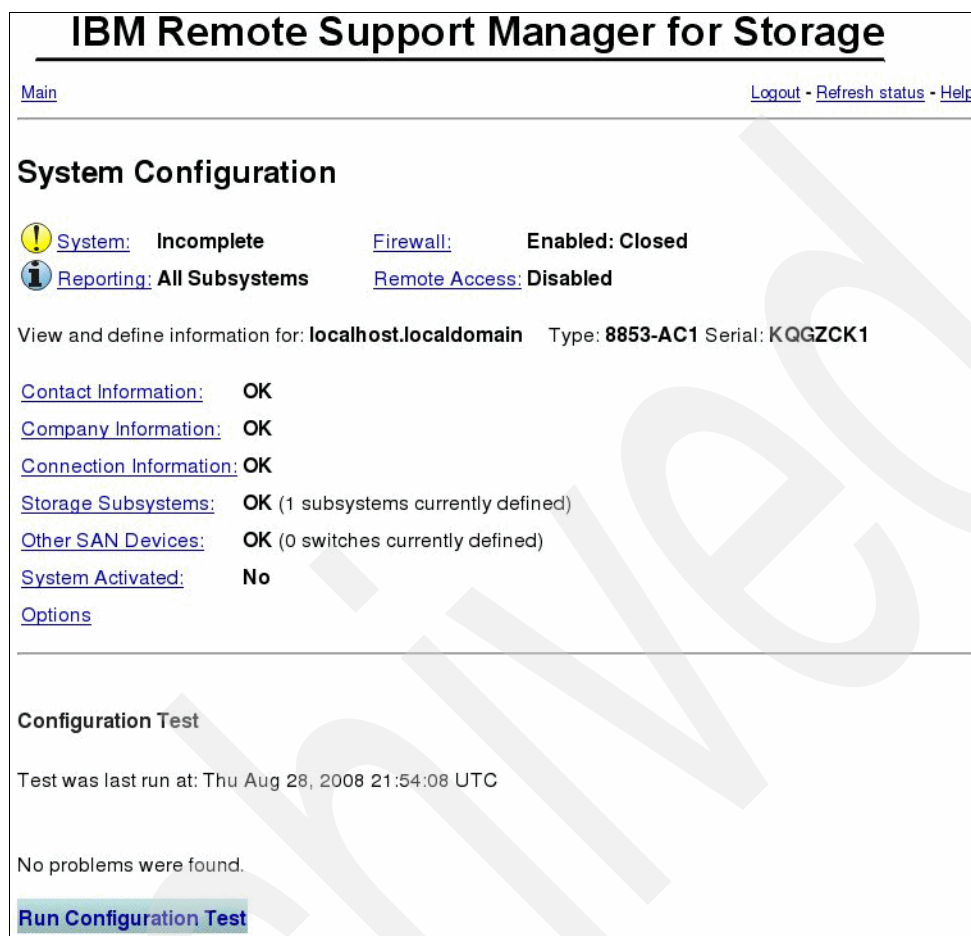 IBM Remote Support Manager for Storage
Main Logout - Refresh status - Help
System Configuration
System: Incomplete Firewall: Enabled: Closed
Reporting: All Subsystems Remote Access: Disabled
View and define information for: localhost.localdomain Type: 8853-AC1 Serial: KQGZCK1
Contact Information: OK
Company Information: OK
Connection Information: OK
Storage Subsystems: OK (1 subsystems currently defined)
Other SAN Devices: OK (0 switches currently defined)
System Activated: No
Options
Configuration Test
Test was last run at: Thu Aug 28, 2008 21:54:08 UTC
No problems were found.
Run Configuration Test